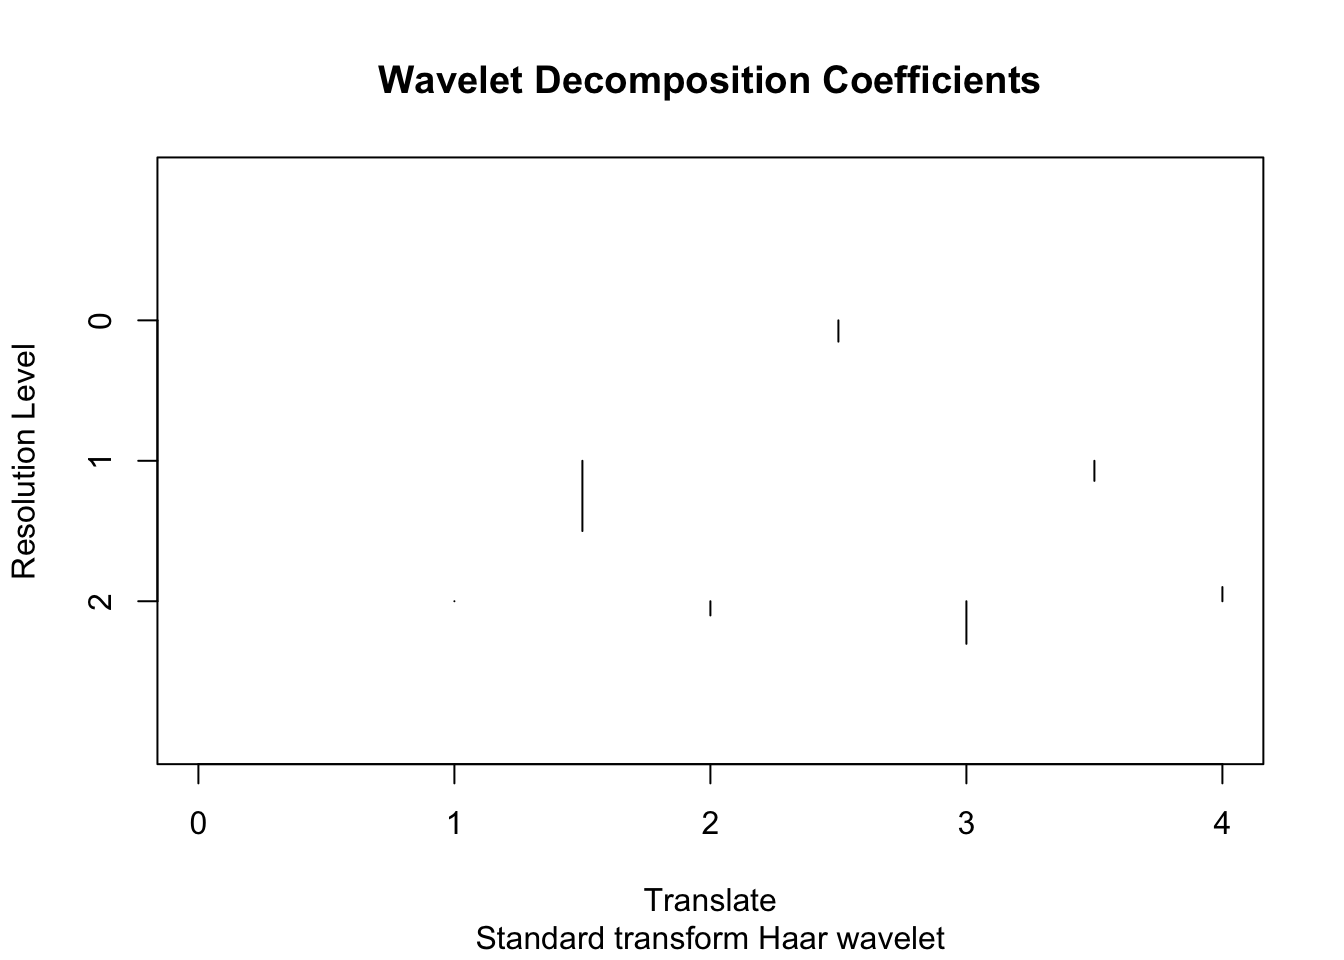 Wavelet Decomposition Coefficients
Resolution Level
0
1
2
0 1 2 3 4
Translate
Standard transform Haar wavelet